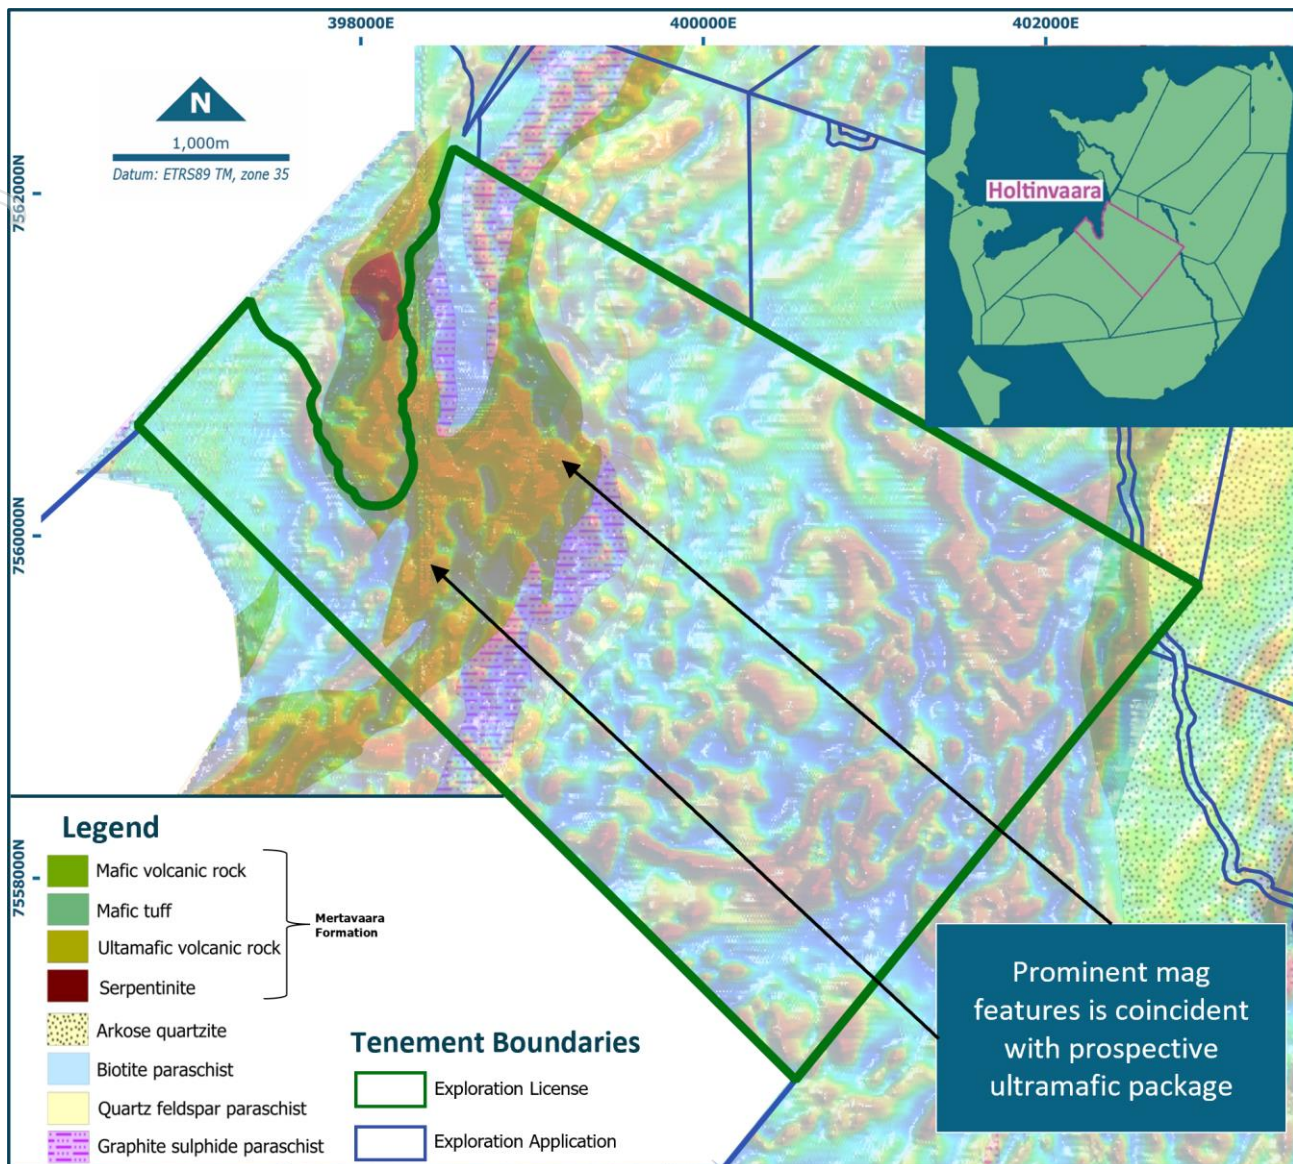 398000E
400000E
402000E
N
1,000m
Datum: ETRS89 TM, zone 35
7562000N
7560000N
7558000N
Holtinvaara
Legend
Mafic volcanic rock
Mafic tuff
Ultamafic volcanic rock
Serpentinite
Mertavaara
Formation
Arkose quartzite
Biotite paraschist
Quartz feldspar paraschist
Graphite sulphide paraschist
Tenement Boundaries
Exploration License
Exploration Application
Prominent mag
features is coincident
with prospective
ultramafic package